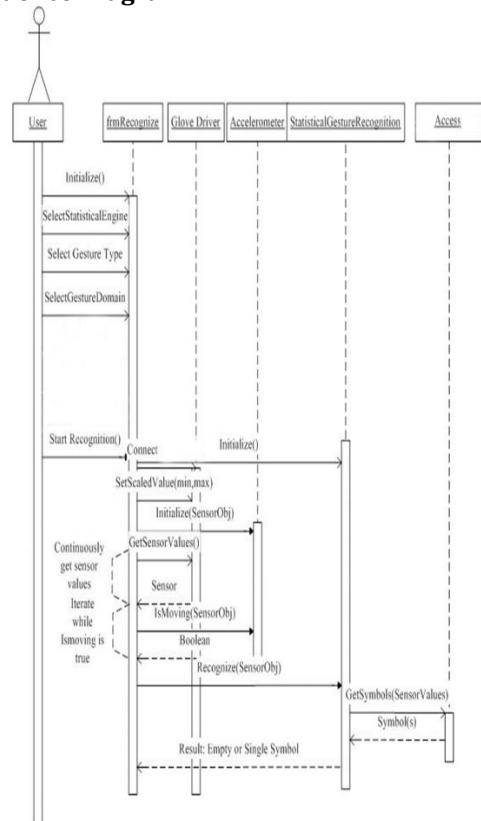 User
frmRecognize
Glove Driver
Accelerometer
StatisticalGestureRecognition
Access
Initialize()
SelectStatisticalEngine
Select Gesture Type
SelectGestureDomain
Start Recognition()
Connect
Initialize()
SetScaledValue(min,max)
Initialize(SensorObj)
GetSensorValues()
Continuously
get sensor
values
Sensor
Iterate
while
Ismoving is
true
IsMoving(SensorObj)
Boolean
Recognize(SensorObj)
GetSymbols(SensorValues)
Symbol(s)
Result: Empty or Single Symbol